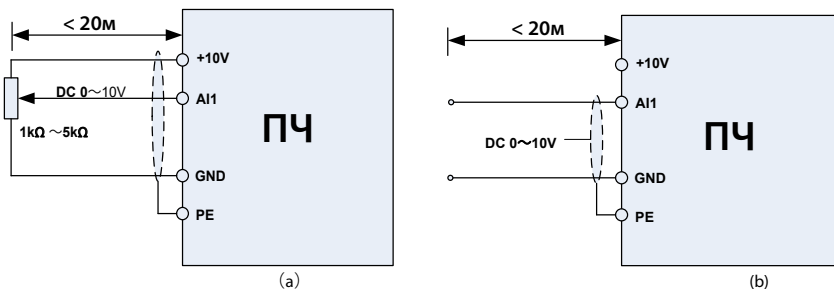 < 20м
+10V
DC 0～10V
AI1
1kΩ ～5kΩ
ПЧ
GND
PE
(a)
< 20м
+10V
AI1
DC 0～10V
ПЧ
GND
PE
(b)